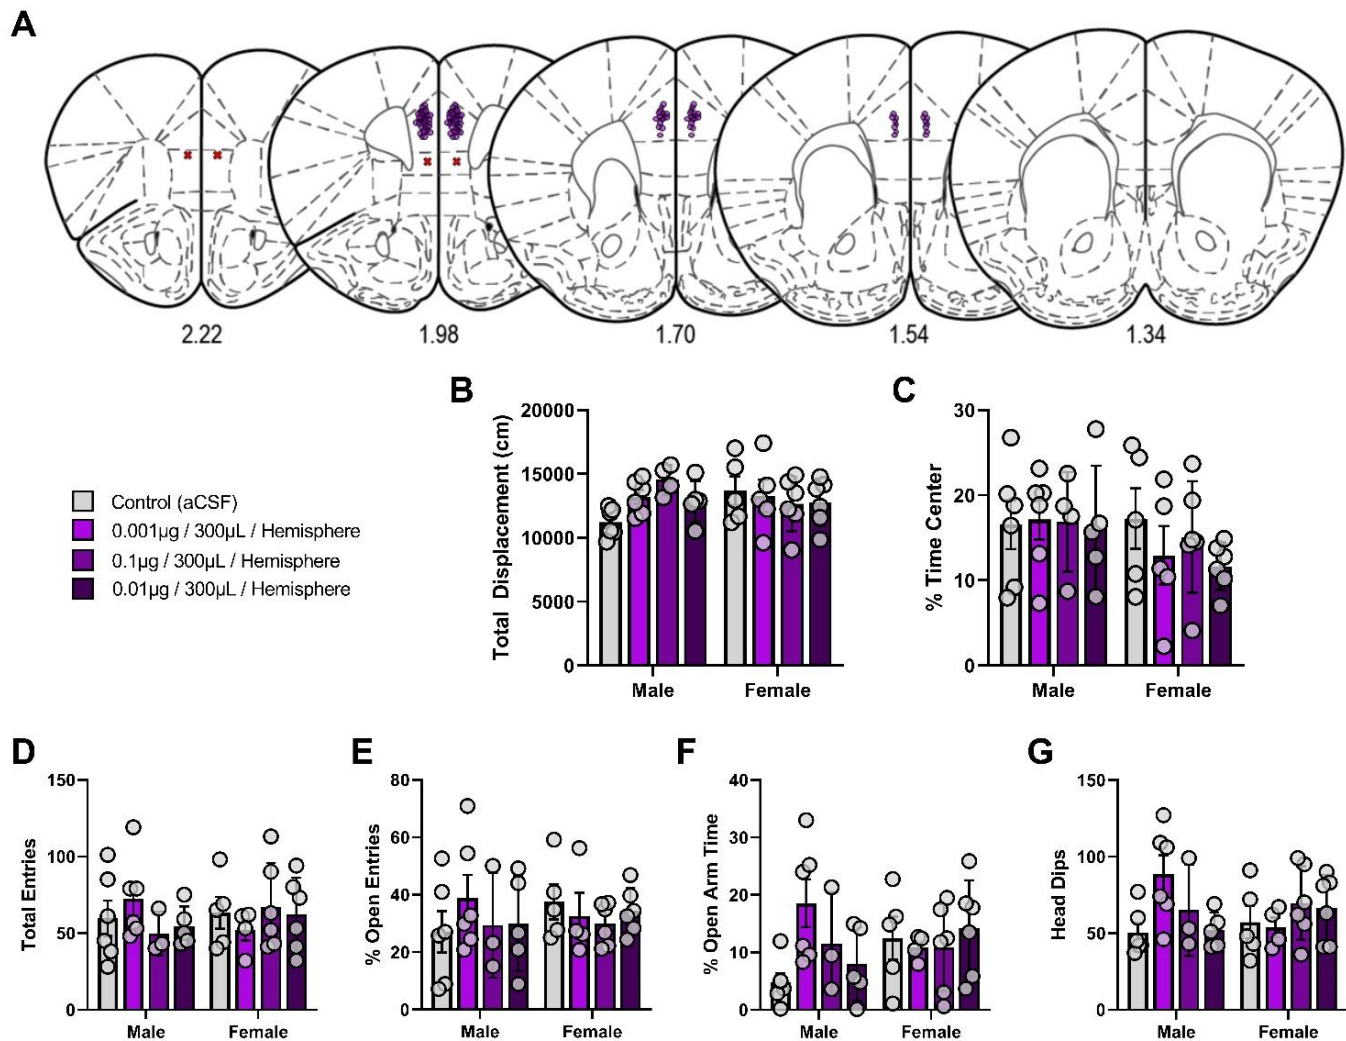 A
2.22 1.98 1.70 1.54 1.34
Control (aCSF)
0.001µg / 300µL / Hemisphere
0.1µg / 300µL / Hemisphere
0.01µg / 300µL / Hemisphere
B
Total Displacement (cm)
20000
15000
10000
5000
0
Male Female
C
% Time Center
30
20
10
0
Male Female
D
Total Entries
150
100
50
0
Male Female
E
% Open Entries
80
60
40
20
0
Male Female
F
% Open Arm Time
40
30
20
10
0
Male Female
G
Head Dips
150
100
50
0
Male Female